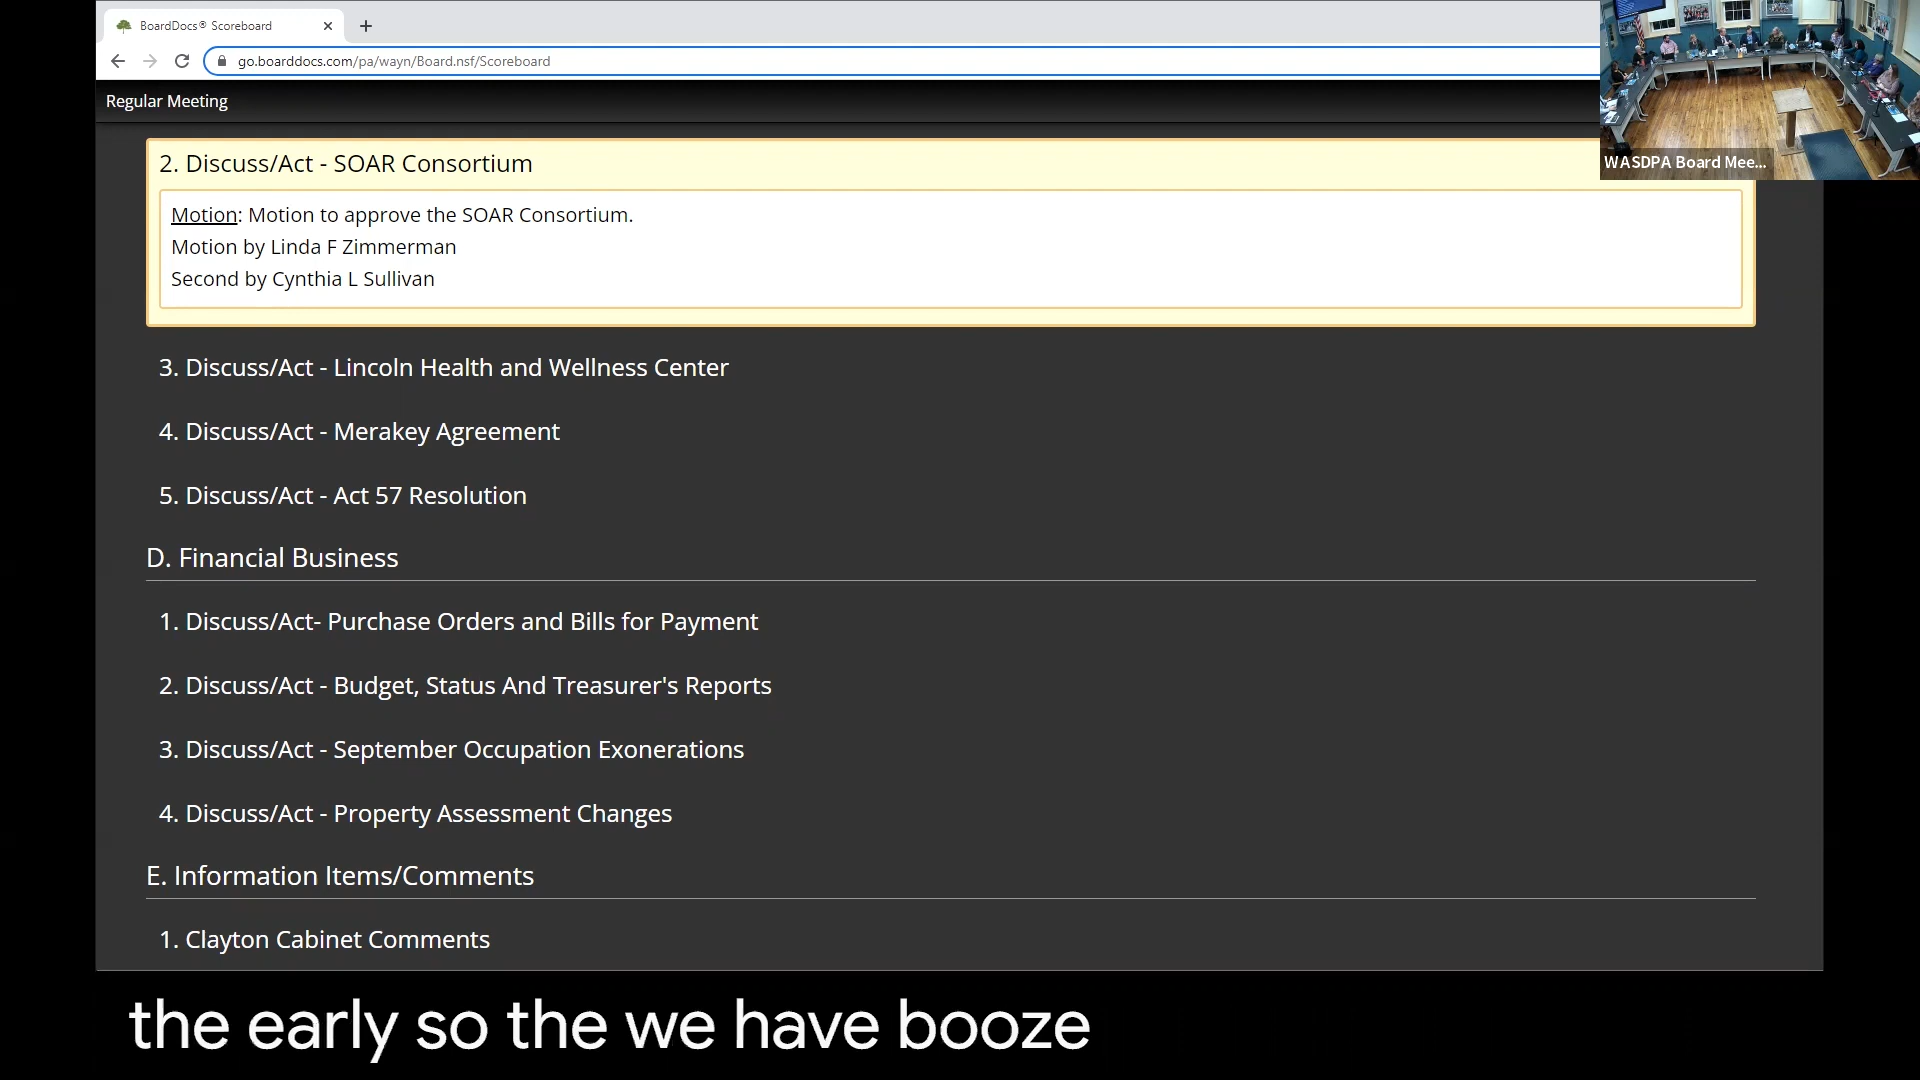 BoardDocs® Scoreboard
go.boarddocs.com/pa/wayn/Board.nsf/Scoreboard
Regular Meeting
WASDPA Board Mee...
2. Discuss/Act - SOAR Consortium
Motion: Motion to approve the SOAR Consortium.
Motion by Linda F Zimmerman
Second by Cynthia L Sullivan
3. Discuss/Act - Lincoln Health and Wellness Center
4. Discuss/Act - Merakey Agreement
5. Discuss/Act - Act 57 Resolution
D. Financial Business
1. Discuss/Act- Purchase Orders and Bills for Payment
2. Discuss/Act - Budget, Status And Treasurer's Reports
3. Discuss/Act - September Occupation Exonerations
4. Discuss/Act - Property Assessment Changes
E. Information Items/Comments
1. Clayton Cabinet Comments
the early so the we have booze